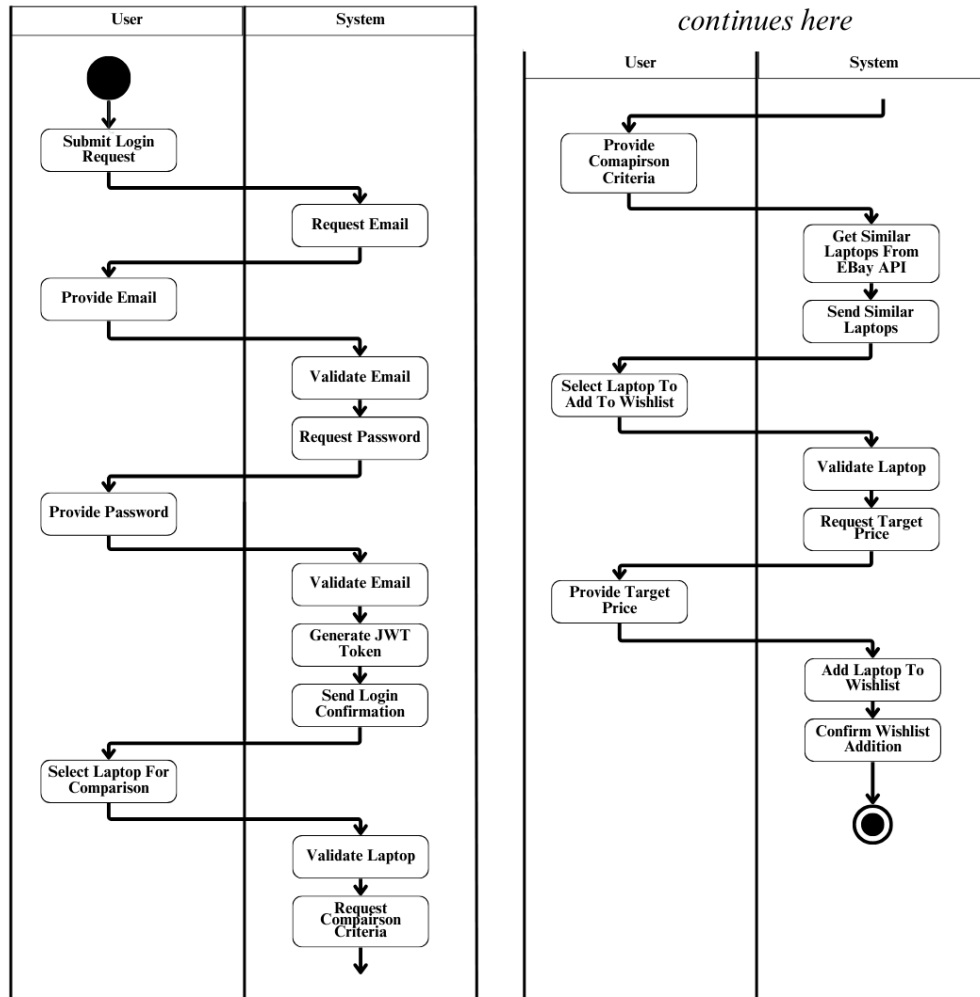 User
System
Submit Login
Request
Request Email
Provide Email
Validate Email
Request Password
Provide Password
Validate Email
Generate JWT
Token
Send Login
Confirmation
Select Laptop For
Comparison
Validate Laptop
Request
Compairson
Criteria
continues here
User
System
Provide
Comapirson
Criteria
Get Similar
Laptops From
EBay API
Send Similar
Laptops
Select Laptop To
Add To Wishlist
Validate Laptop
Request Target
Price
Provide Target
Price
Add Laptop To
Wishlist
Confirm Wishlist
Addition